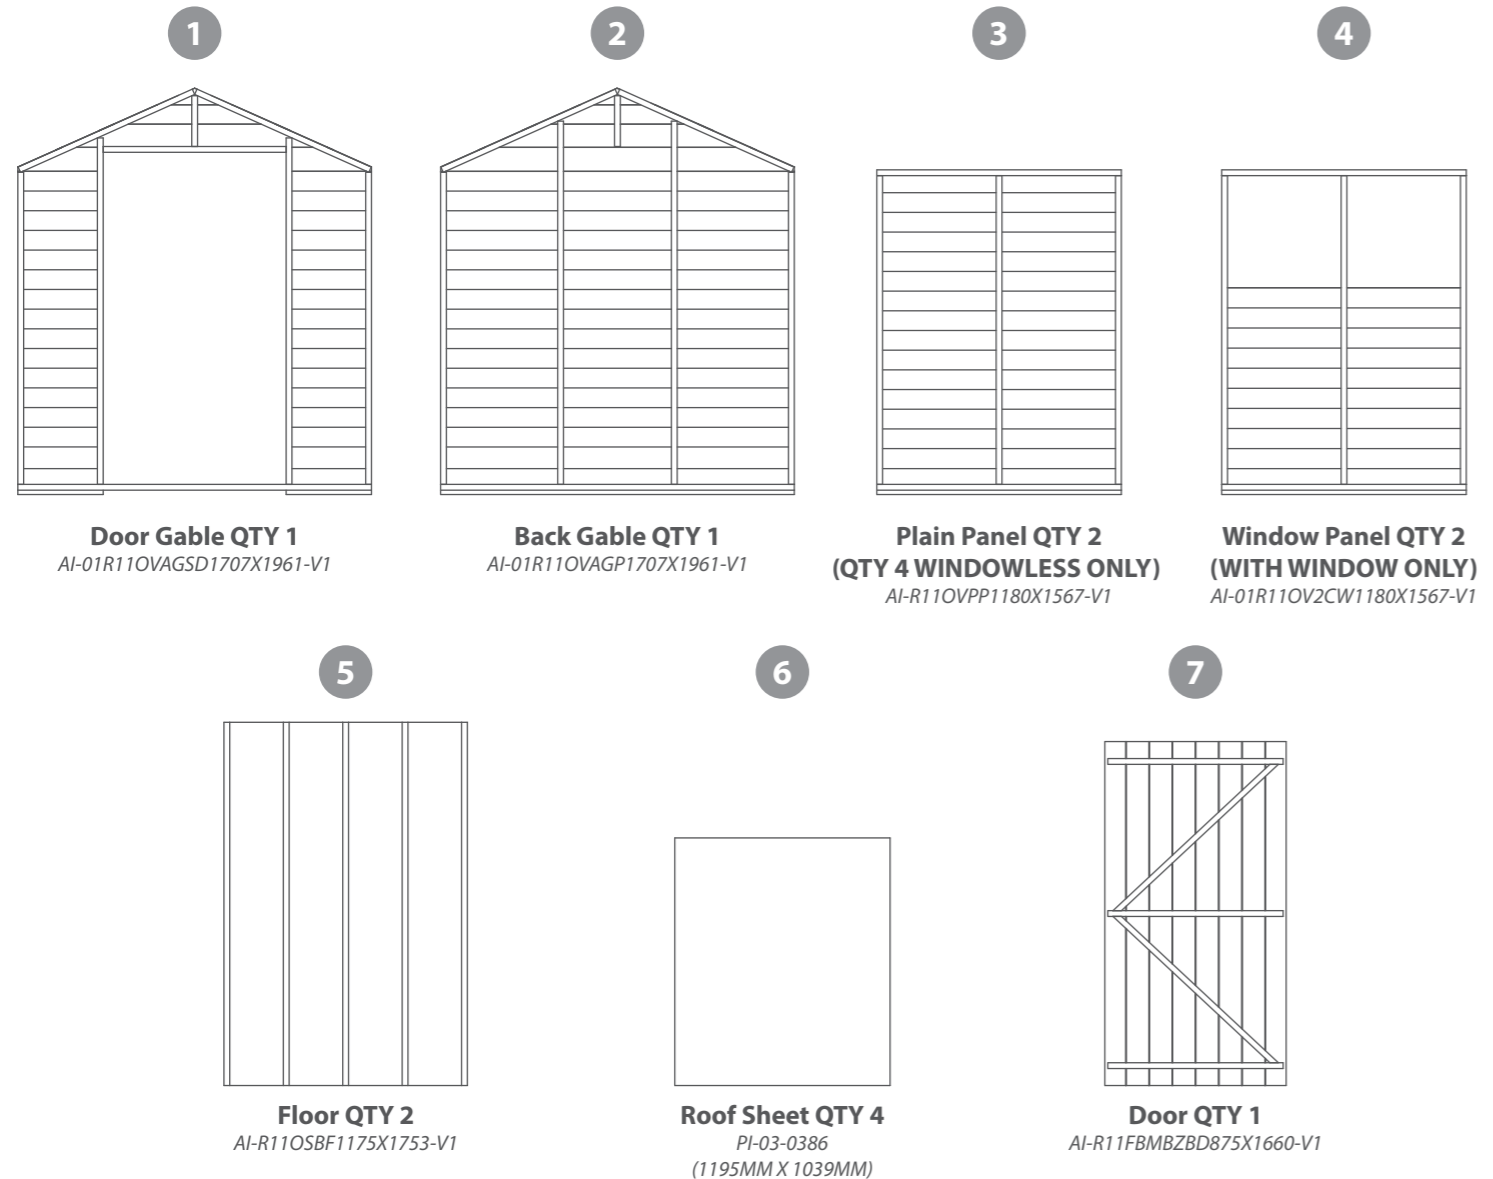 1
2
3
4
Door Gable QTY 1
AI-01R11OVAGSD1707X1961-V1
Back Gable QTY 1
AI-01R11OVAGP1707X1961-V1
Plain Panel QTY 2
(QTY 4 WINDOWLESS ONLY)
AI-R11OVPP1180X1567-V1
Window Panel QTY 2
(WITH WINDOW ONLY)
AI-01R11OV2CW1180X1567-V1
5
6
7
Floor QTY 2
AI-R11OSBF1175X1753-V1
Roof Sheet QTY 4
PI-03-0386
(1195MM X 1039MM)
Door QTY 1
AI-R11FBMBZBD875X1660-V1